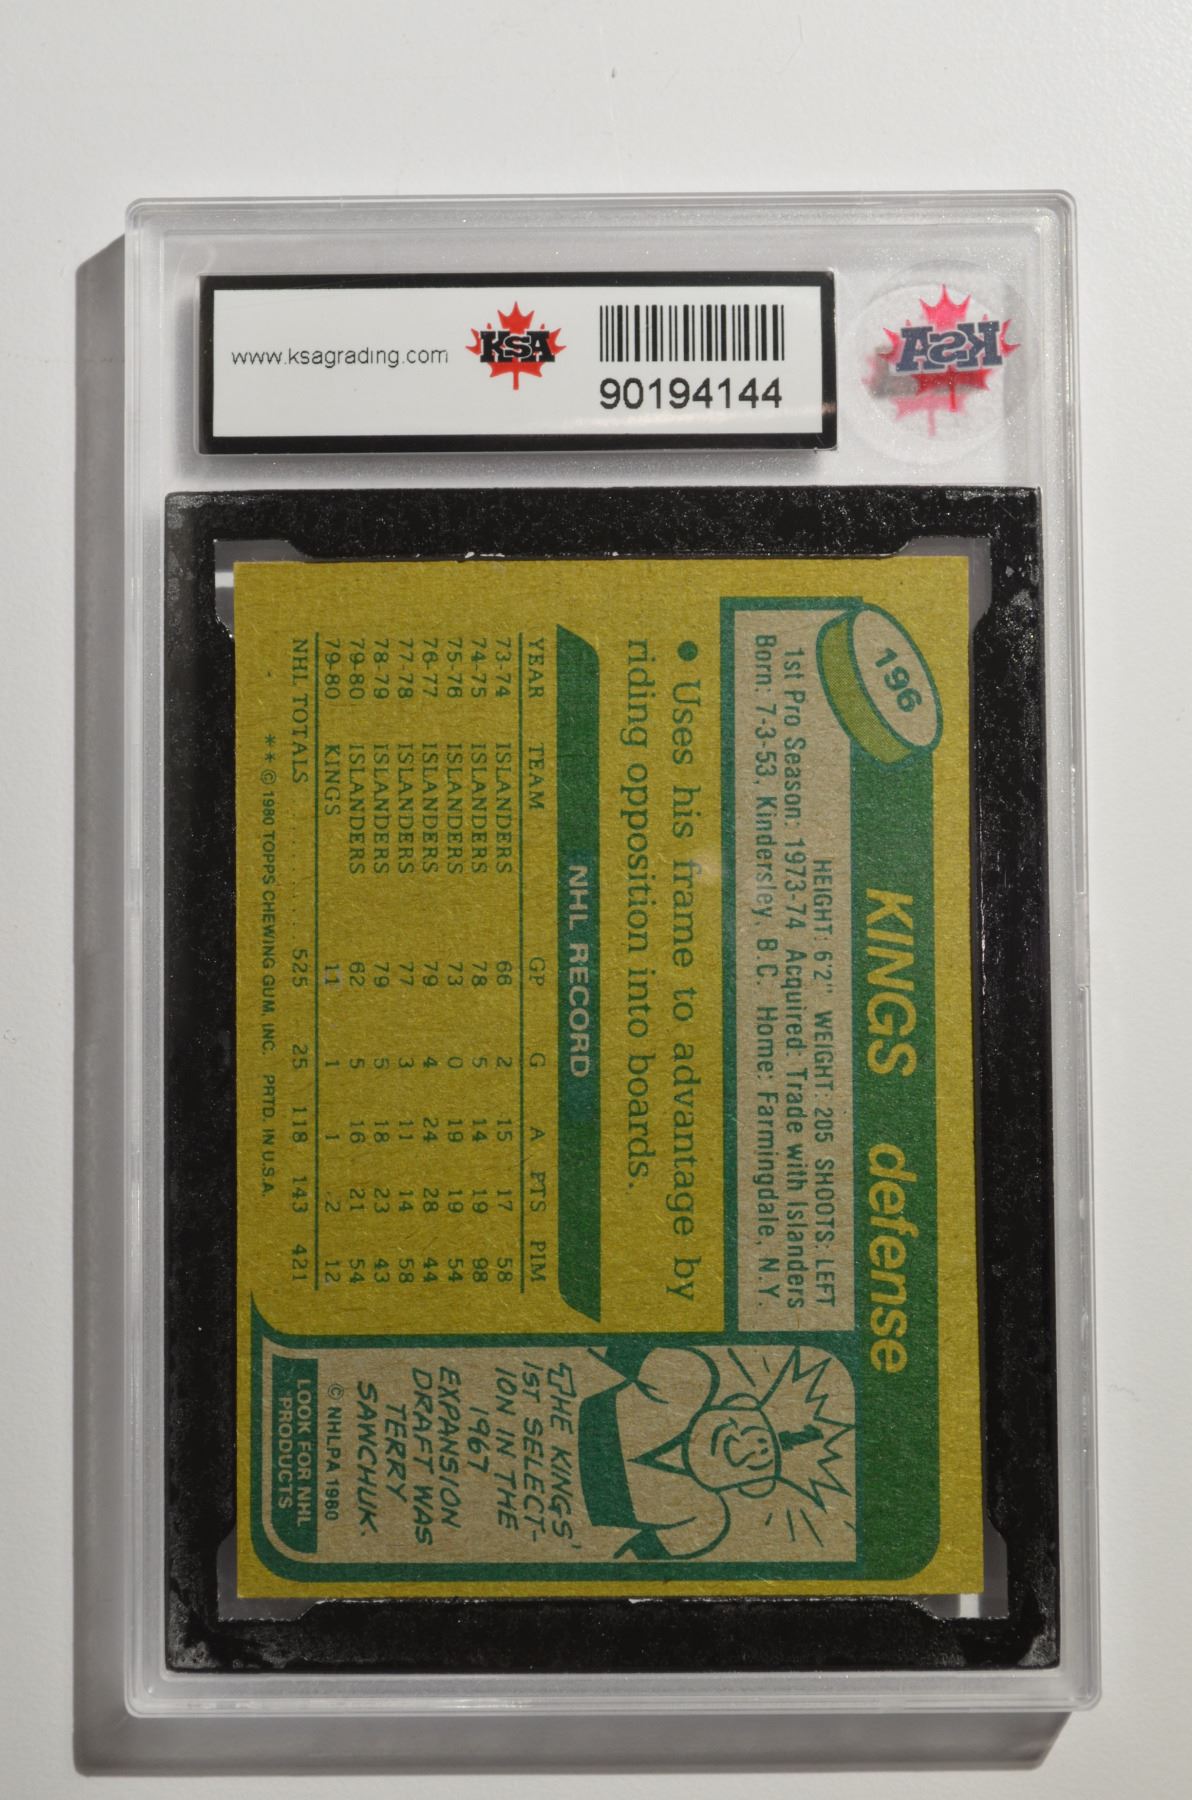 www.ksagrading.com
KSA
90194144
KSA
196
KINGS defense
HEIGHT: 6'2" WEIGHT: 205 SHOOTS: LEFT
1st Pro Season: 1973-74 Acquired: Trade with Islanders
Born: 7-3-53, Kindersley, B.C. Home: Farmingdale, N.Y.
• Uses his frame to advantage by
riding opposition into boards.
NHL RECORD
YEAR TEAM GP G A PTS PIM
73-74 ISLANDERS 66 2 15 17 58
74-75 ISLANDERS 78 5 14 19 98
75-76 ISLANDERS 73 0 19 19 54
76-77 ISLANDERS 79 4 24 28 44
77-78 ISLANDERS 77 3 11 14 58
78-79 ISLANDERS 79 5 18 23 43
79-80 ISLANDERS 62 5 16 21 54
79-80 KINGS 11 1 1 2 12
NHL TOTALS .......... 525 25 118 143 421
** © 1980 TOPPS CHEWING GUM, INC. PRTD. IN U.S.A.
1
THE KINGS'
1ST SELECT-
ION IN THE
1967
EXPANSION
DRAFT WAS
TERRY
SAWCHUK.
© NHLPA 1980
LOOK FOR NHL
PRODUCTS